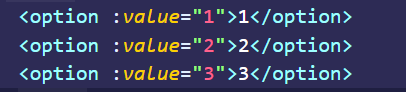 <option :value="1">1</option>
<option :value="2">2</option>
<option :value="3">3</option>